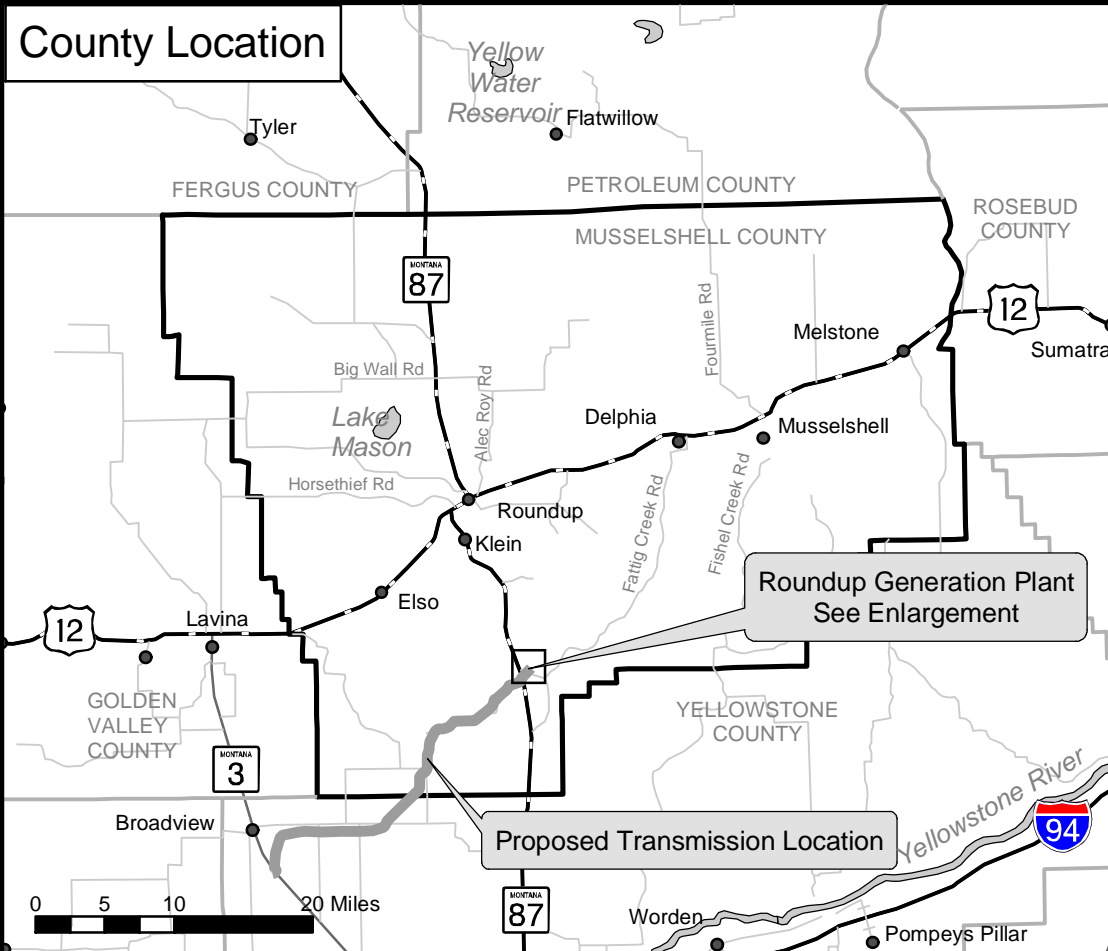 County Location
Yellow
Water
Reservoir
Flatwillow
Tyler
FERGUS COUNTY
PETROLEUM COUNTY
ROSEBUD
COUNTY
MUSSELSHELL COUNTY
MONTANA
87
12
Melstone
Sumatra
Fourmile Rd
Big Wall Rd
Alec Roy Rd
Lake
Mason
Delphia
Musselshell
Horsethief Rd
Roundup
Klein
Fattig Creek Rd
Fishel Creek Rd
Roundup Generation Plant
See Enlargement
Elso
Lavina
12
GOLDEN
VALLEY
COUNTY
YELLOWSTONE
COUNTY
MONTANA
3
Broadview
Proposed Transmission Location
Yellowstone River
94
0 5 10 20 Miles
MONTANA
87
Worden
Pompeys Pillar